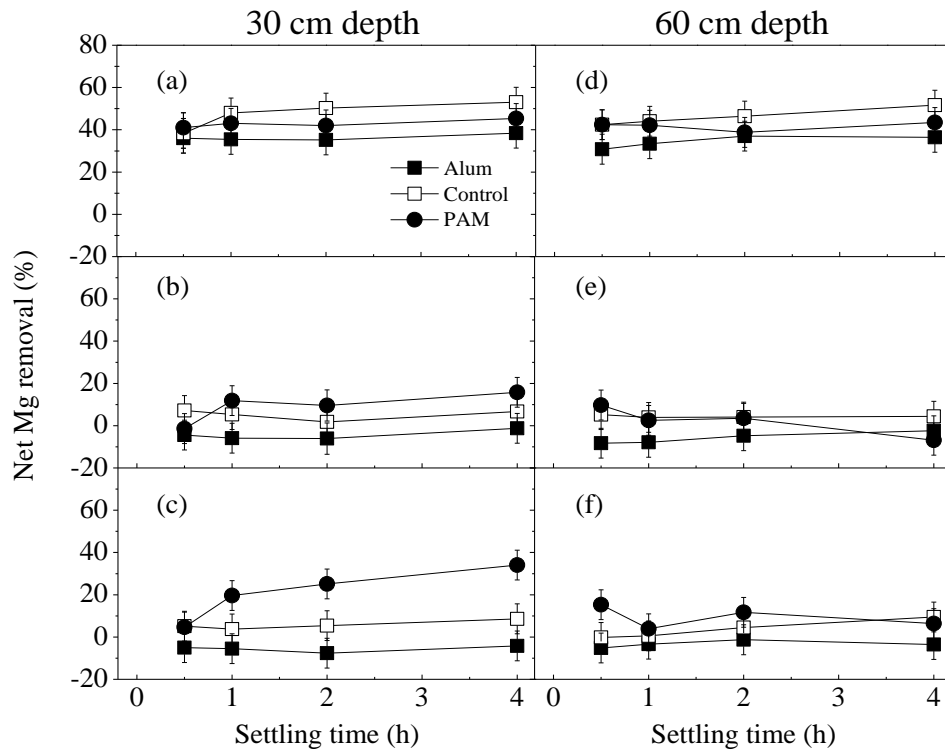 30 cm depth 60 cm depth
80
60
40
20
0
-20
60
40
20
0
-20
60
40
20
0
-20
Net Mg removal (%)
(a)
(d)
Alum
Control
PAM
(b)
(e)
(c)
(f)
0 1 2 3 4 0 1 2 3 4
Settling time (h) Settling time (h)